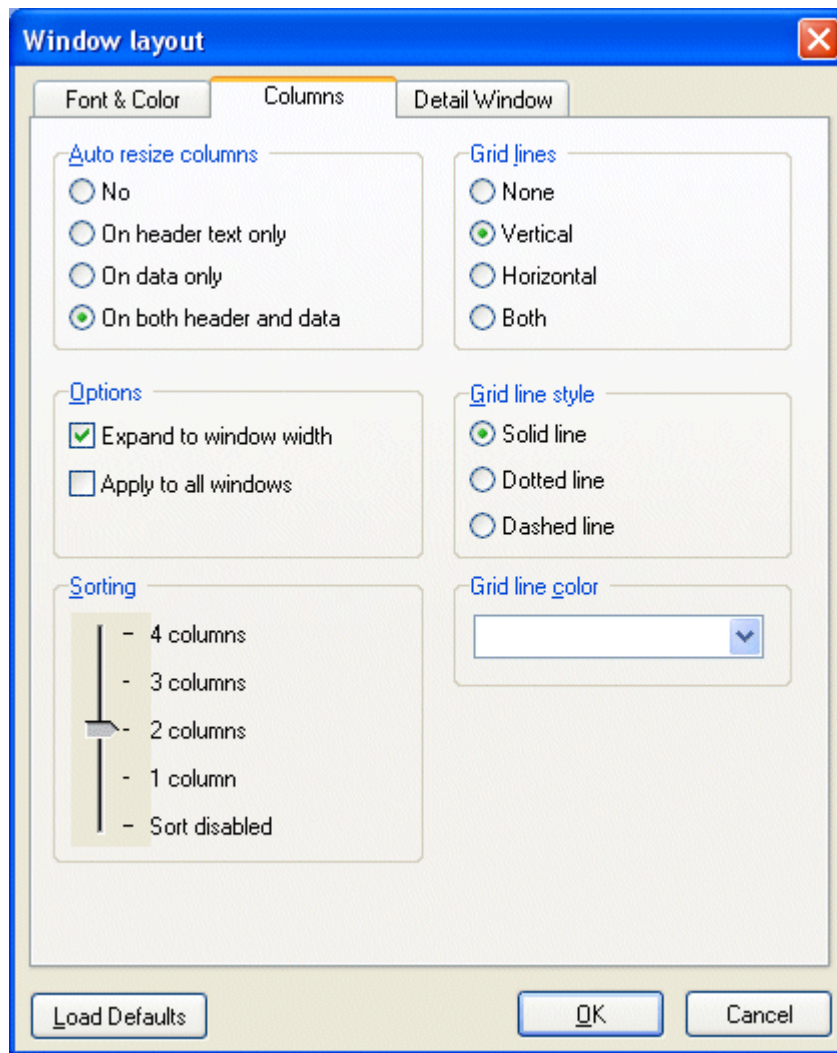 Window layout
Font & Color
Columns
Detail Window
Auto resize columns
No
On header text only
On data only
On both header and data
Grid lines
None
Vertical
Horizontal
Both
Options
Expand to window width
Apply to all windows
Grid line style
Solid line
Dotted line
Dashed line
Sorting
4 columns
3 columns
2 columns
1 column
Sort disabled
Grid line color
Load Defaults
OK
Cancel